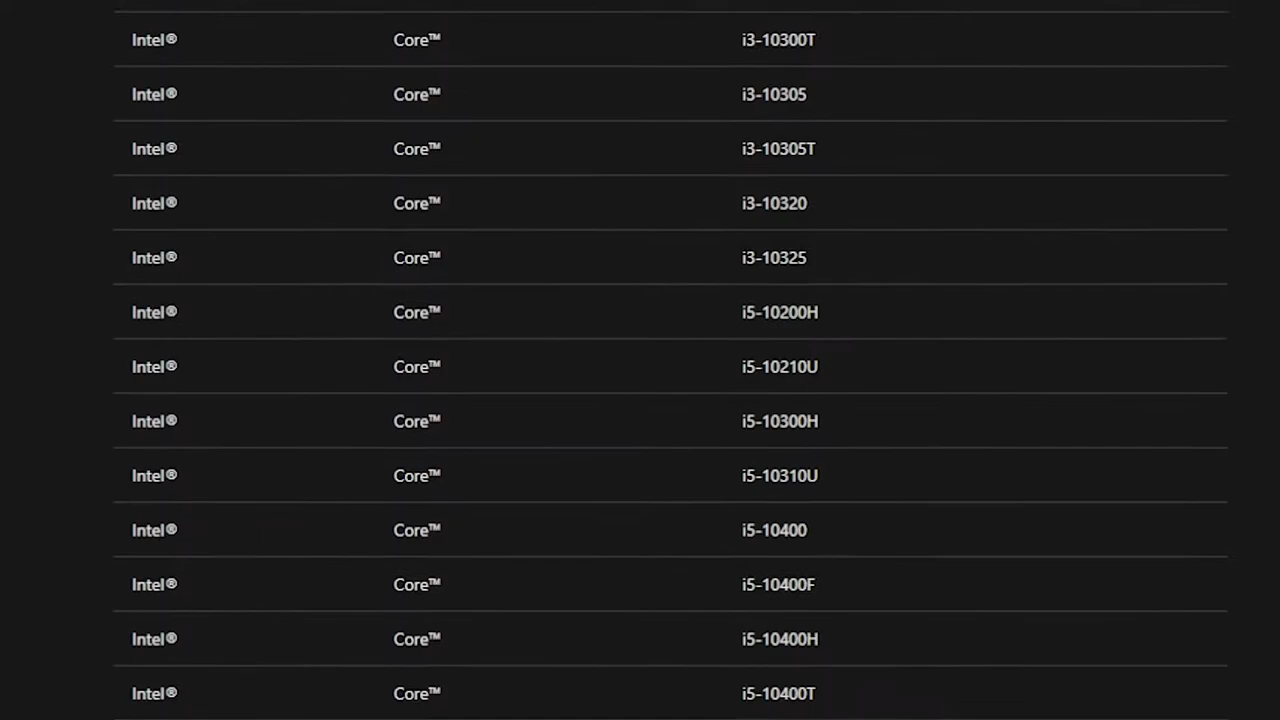 Intel® Core™ i3-10300T
Intel® Core™ i3-10305
Intel® Core™ i3-10305T
Intel® Core™ i3-10320
Intel® Core™ i3-10325
Intel® Core™ i5-10200H
Intel® Core™ i5-10210U
Intel® Core™ i5-10300H
Intel® Core™ i5-10310U
Intel® Core™ i5-10400
Intel® Core™ i5-10400F
Intel® Core™ i5-10400H
Intel® Core™ i5-10400T